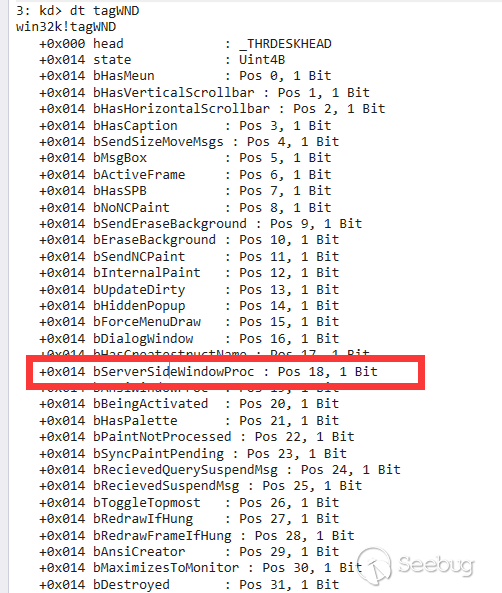 3: kd> dt tagWND
win32k!tagWND
+0x000 head : _THRDESKHEAD
+0x014 state : Uint4B
+0x014 bHasMeun : Pos 0, 1 Bit
+0x014 bHasVerticalScrollbar : Pos 1, 1 Bit
+0x014 bHasHorizontalScrollbar : Pos 2, 1 Bit
+0x014 bHasCaption : Pos 3, 1 Bit
+0x014 bSendSizeMoveMsgs : Pos 4, 1 Bit
+0x014 bMsgBox : Pos 5, 1 Bit
+0x014 bActiveFrame : Pos 6, 1 Bit
+0x014 bHasSPB : Pos 7, 1 Bit
+0x014 bNoNCPaint : Pos 8, 1 Bit
+0x014 bSendEraseBackground : Pos 9, 1 Bit
+0x014 bEraseBackground : Pos 10, 1 Bit
+0x014 bSendNCPaint : Pos 11, 1 Bit
+0x014 bInternalPaint : Pos 12, 1 Bit
+0x014 bUpdateDirty : Pos 13, 1 Bit
+0x014 bHiddenPopup : Pos 14, 1 Bit
+0x014 bForceMenuDraw : Pos 15, 1 Bit
+0x014 bDialogWindow : Pos 16, 1 Bit
+0x014 bHasCreatestructName : Pos 17, 1 Bit
+0x014 bServerSideWindowProc : Pos 18, 1 Bit
+0x014 bAnsiWindowProc : Pos 19, 1 Bit
+0x014 bBeingActivated : Pos 20, 1 Bit
+0x014 bHasPalette : Pos 21, 1 Bit
+0x014 bPaintNotProcessed : Pos 22, 1 Bit
+0x014 bSyncPaintPending : Pos 23, 1 Bit
+0x014 bRecievedQuerySuspendMsg : Pos 24, 1 Bit
+0x014 bRecievedSuspendMsg : Pos 25, 1 Bit
+0x014 bToggleTopmost : Pos 26, 1 Bit
+0x014 bRedrawIfHung : Pos 27, 1 Bit
+0x014 bRedrawFrameIfHung : Pos 28, 1 Bit
+0x014 bAnsiCreator : Pos 29, 1 Bit
+0x014 bMaximizesToMonitor : Pos 30, 1 Bit
+0x014 bDestroyed : Pos 31, 1 Bit
Seebug